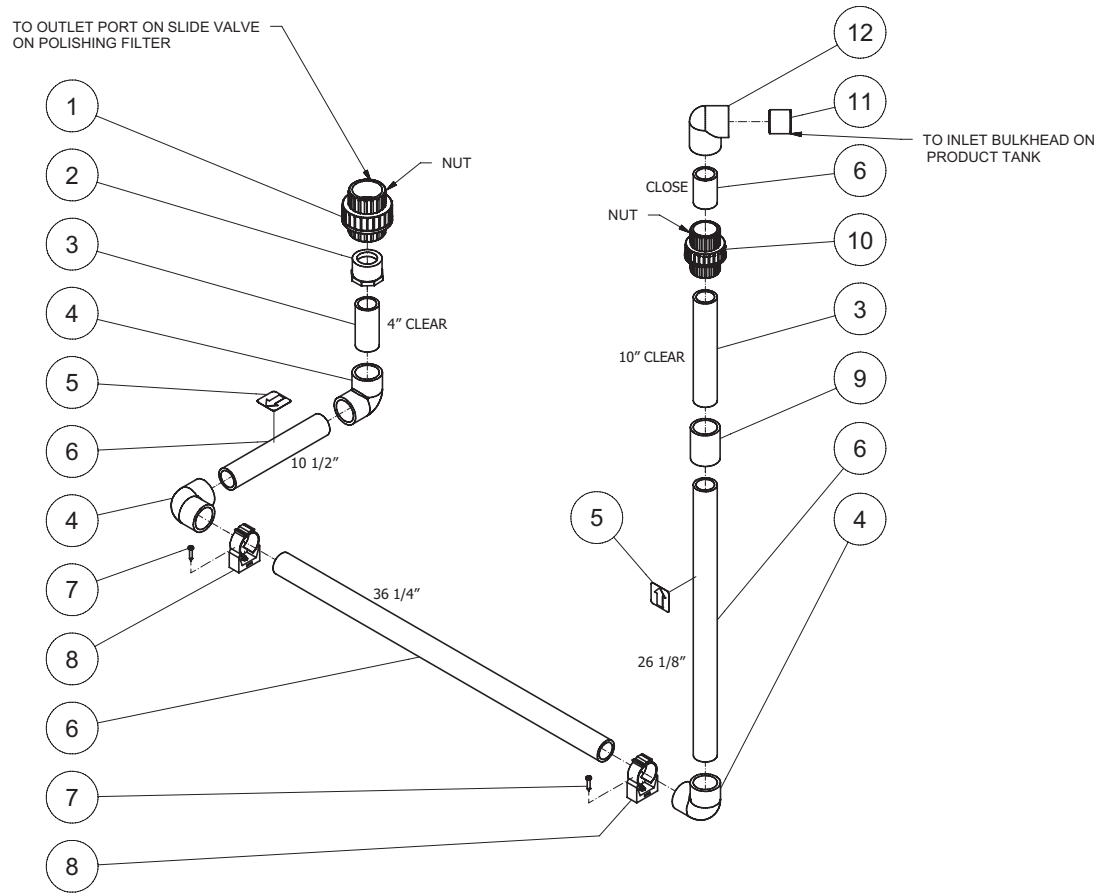 TO OUTLET PORT ON SLIDE VALVE
ON POLISHING FILTER
12
1
11
NUT
TO INLET BULKHEAD ON
PRODUCT TANK
2
CLOSE
6
NUT
3
10
4
4” CLEAR
3
10” CLEAR
5
9
6
10 1/2”
6
4
5
4
7
36 1/4”
8
26 1/8”
6
7
8